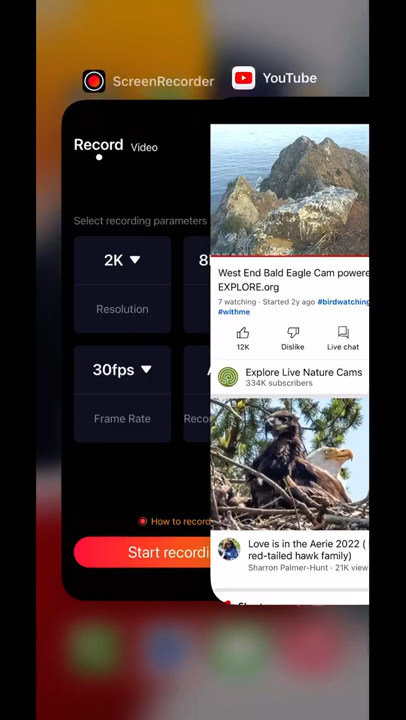 ScreenRecorder
YouTube
Record Video
Select recording parameters
2K
8
Resolution
30fps
Frame Rate
Reco
How to record
Start recordi
West End Bald Eagle Cam powere
EXPLORE.org
7 watching · Started 2y ago #birdwatching
#withme
12K
Dislike
Live chat
Explore Live Nature Cams
334K subscribers
Love is in the Aerie 2022 (
red-tailed hawk family)
Sharron Palmer-Hunt · 21K view